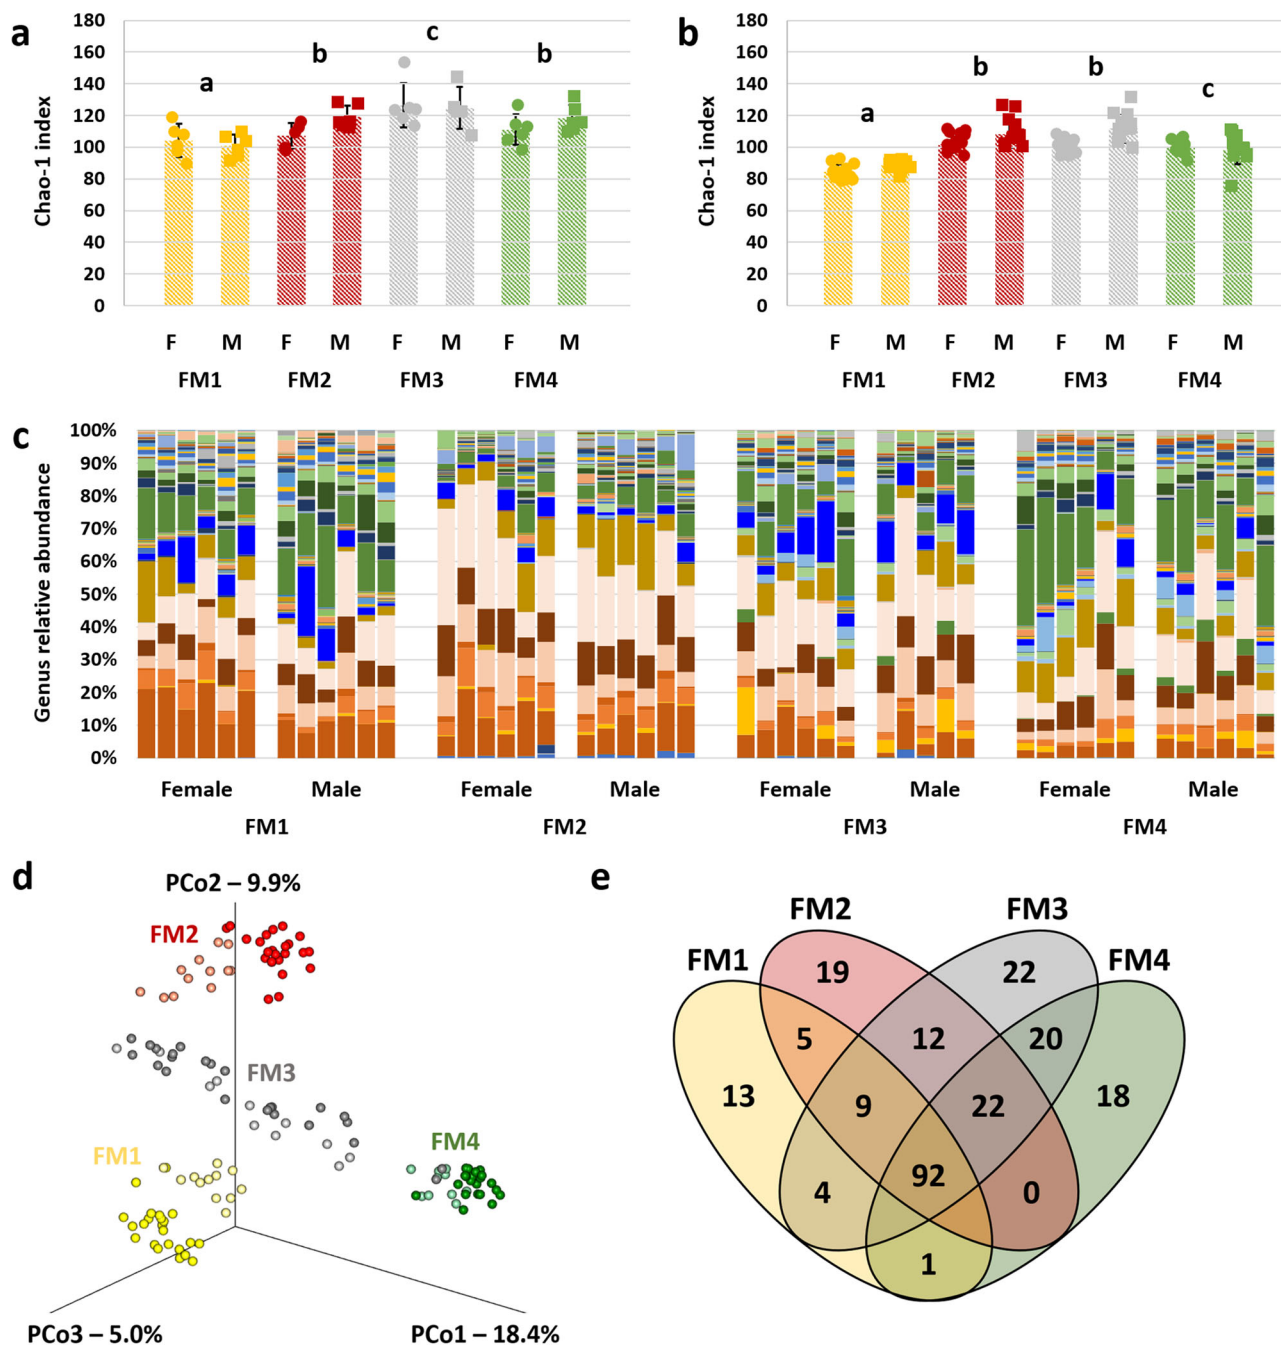 a
Chao-1 index
180
160
140
120
100
80
60
40
20
0
a
b
c
b
F M F M F M F M
FM1 FM2 FM3 FM4
b
Chao-1 index
180
160
140
120
100
80
60
40
20
0
a
b
b
c
F M F M F M F M
FM1 FM2 FM3 FM4
c
Genus relative abundance
100%
90%
80%
70%
60%
50%
40%
30%
20%
10%
0%
Female Male Female Male Female Male Female Male
FM1 FM2 FM3 FM4
d
PCo2 – 9.9%
FM2
FM3
FM1
FM4
PCo3 – 5.0%
PCo1 – 18.4%
e
FM2 FM3
FM1 FM4
19 22
5 12 20
13 9 22 18
4 92 0
1